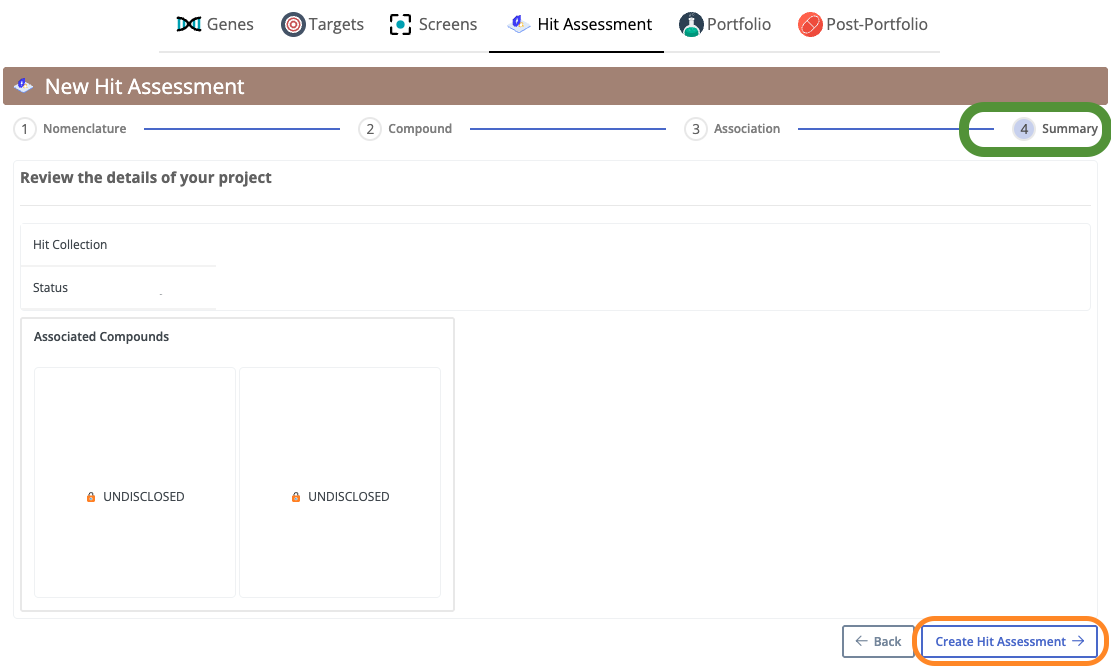 Genes Targets Screens Hit Assessment Portfolio Post-Portfolio
New Hit Assessment
1 Nomenclature 2 Compound 3 Association 4 Summary
Review the details of your project
Hit Collection
Status
Associated Compounds
UNDISCLOSED UNDISCLOSED
← Back Create Hit Assessment →